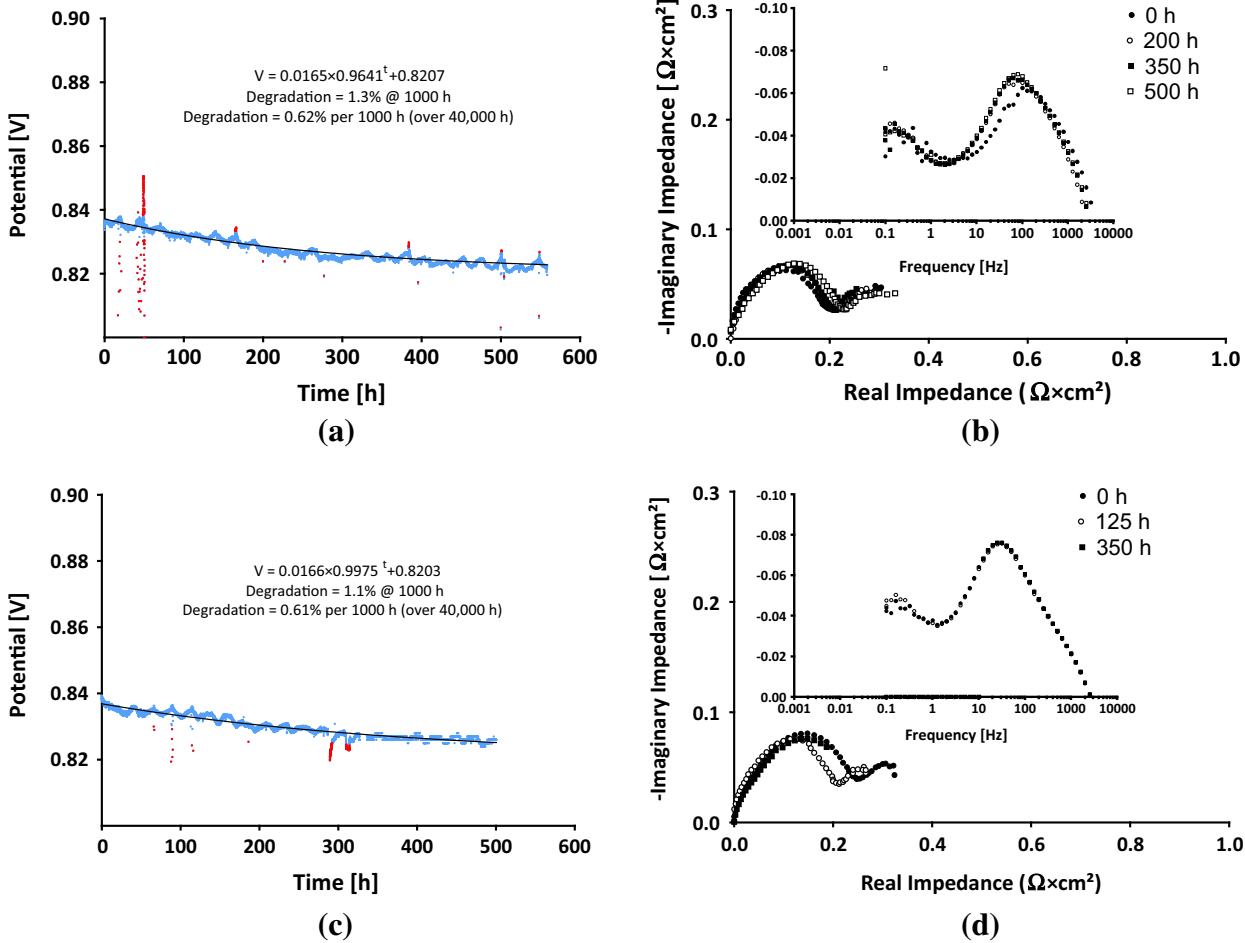 0.90
0.88
0.86
0.84
0.82
Potential [V]
V = 0.0165×0.9641 t +0.8207
Degradation = 1.3% @ 1000 h
Degradation = 0.62% per 1000 h (over 40,000 h)
0 100 200 300 400 500 600
Time [h]
(a)
0.3
0.2
0.1
0.0
-Imaginary Impedance [Ω×cm²]
-0.10
-0.08
-0.06
-0.04
-0.02
0.00
0.001 0.01 0.1 1 10 100 1000 10000
Frequency [Hz]
0 h
200 h
350 h
500 h
0.0 0.2 0.4 0.6 0.8 1.0
Real Impedance (Ω×cm²)
(b)
0.90
0.88
0.86
0.84
0.82
Potential [V]
V = 0.0166×0.9975 t +0.8203
Degradation = 1.1% @ 1000 h
Degradation = 0.61% per 1000 h (over 40,000 h)
0 100 200 300 400 500 600
Time [h]
(c)
0.3
0.2
0.1
0.0
-Imaginary Impedance [Ω×cm²]
-0.10
-0.08
-0.06
-0.04
-0.02
0.00
0.001 0.01 0.1 1 10 100 1000 10000
Frequency [Hz]
0 h
125 h
350 h
0.0 0.2 0.4 0.6 0.8 1.0
Real Impedance (Ω×cm²)
(d)